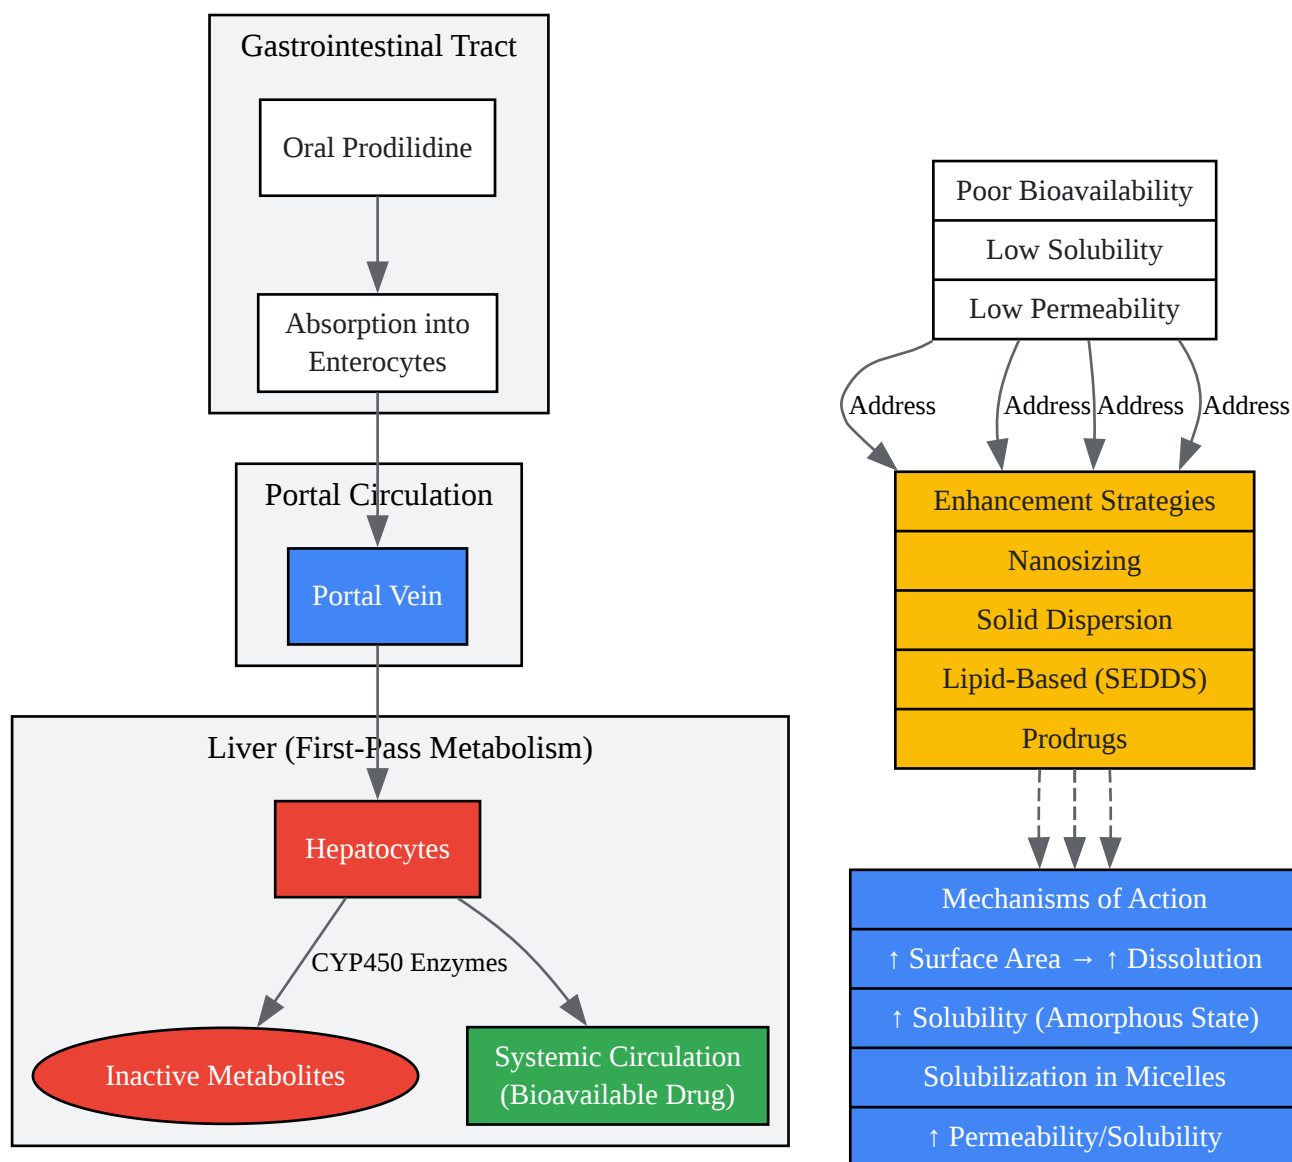 Gastrointestinal Tract
Oral Prodilidine
Absorption into
Enterocytes
Portal Circulation
Portal Vein
Liver (First-Pass Metabolism)
Hepatocytes
CYP450 Enzymes
Inactive Metabolites
Systemic Circulation
(Bioavailable Drug)
Poor Bioavailability
Low Solubility
Low Permeability
Address
Address
Address
Address
Enhancement Strategies
Nanosizing
Solid Dispersion
Lipid-Based (SEDDS)
Prodrugs
Mechanisms of Action
↑ Surface Area → ↑ Dissolution
↑ Solubility (Amorphous State)
Solubilization in Micelles
↑ Permeability/Solubility